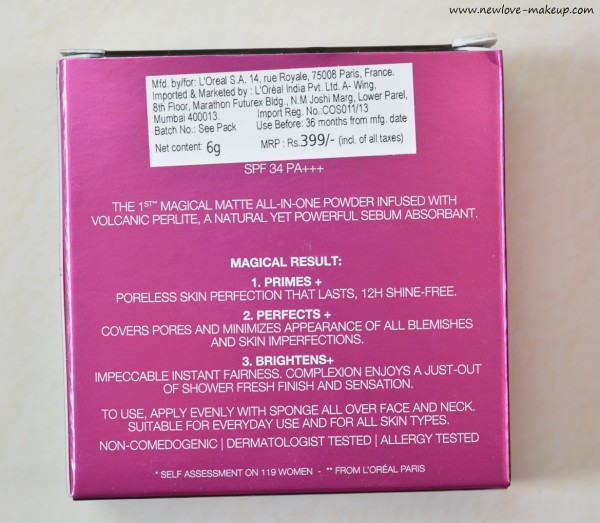 www.newlove-makeup.com
Mfd. by/for: L'Oreal S.A. 14, rue Royale, 75008 Paris, France.
Imported & Marketed by : L'Oréal India Pvt. Ltd. A- Wing,
8th Floor, Marathon Futurex Bldg., N.M Joshi Marg, Lower Parel,
Mumbai 400013. Import Reg. No.:COS011/13
Batch No.: See Pack Use Before: 36 months from mfg. date
Net content: 6g MRP : Rs.399/- (incl. of all taxes)
SPF 34 PA+++
THE 1ST** MAGICAL MATTE ALL-IN-ONE POWDER INFUSED WITH
VOLCANIC PERLITE, A NATURAL YET POWERFUL SEBUM ABSORBANT.
MAGICAL RESULT:
1. PRIMES +
PORELESS SKIN PERFECTION THAT LASTS, 12H SHINE-FREE.
2. PERFECTS +
COVERS PORES AND MINIMIZES APPEARANCE OF ALL BLEMISHES
AND SKIN IMPERFECTIONS.
3. BRIGHTENS+
IMPECCABLE INSTANT FAIRNESS. COMPLEXION ENJOYS A JUST-OUT
OF SHOWER FRESH FINISH AND SENSATION.
TO USE, APPLY EVENLY WITH SPONGE ALL OVER FACE AND NECK.
SUITABLE FOR EVERYDAY USE AND FOR ALL SKIN TYPES.
NON-COMEDOGENIC | DERMATOLOGIST TESTED | ALLERGY TESTED
* SELF ASSESSMENT ON 119 WOMEN - ** FROM L'ORÉAL PARIS